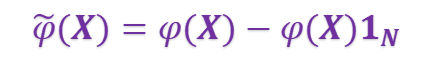 φ̃(𝑿) = φ(𝑿) − φ(𝑿)𝟏_N